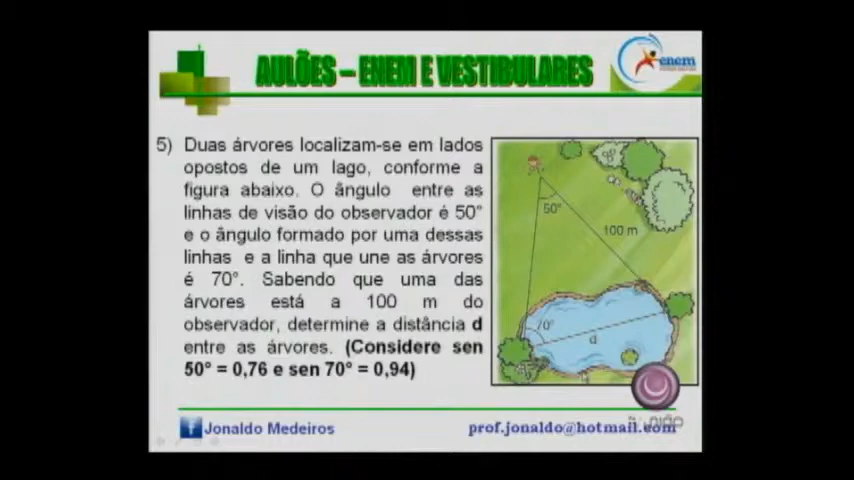 AULÕES – ENEM E VESTIBULARES
enem
5) Duas árvores localizam-se em lados
opostos de um lago, conforme a
figura abaixo. O ângulo entre as
linhas de visão do observador é 50°
e o ângulo formado por uma dessas
linhas e a linha que une as árvores
é 70°. Sabendo que uma das
árvores está a 100 m do
observador, determine a distância d
entre as árvores. (Considere sen
50° = 0,76 e sen 70° = 0,94)
50°
100 m
70°
d
f Jonaldo Medeiros
prof.jonaldo@hotmail.com